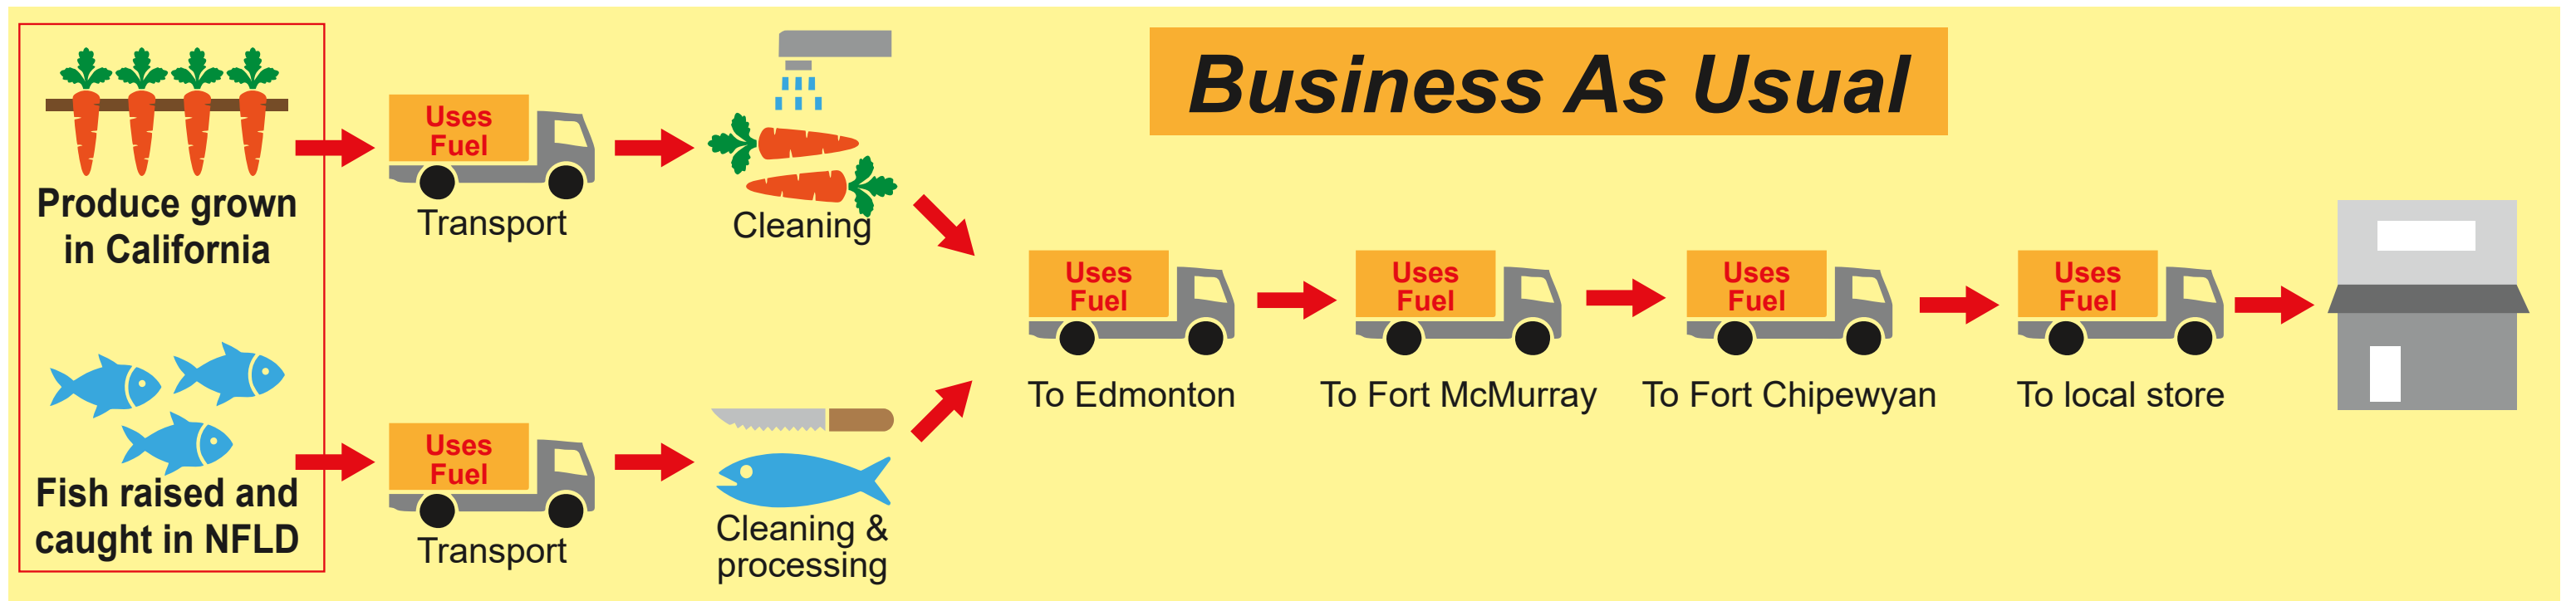 Business As Usual
Produce grown
in California
Uses
Fuel
Transport
Cleaning
Fish raised and
caught in NFLD
Uses
Fuel
Transport
Cleaning &
processing
Uses
Fuel
To Edmonton
Uses
Fuel
To Fort McMurray
Uses
Fuel
To Fort Chipewyan
Uses
Fuel
To local store